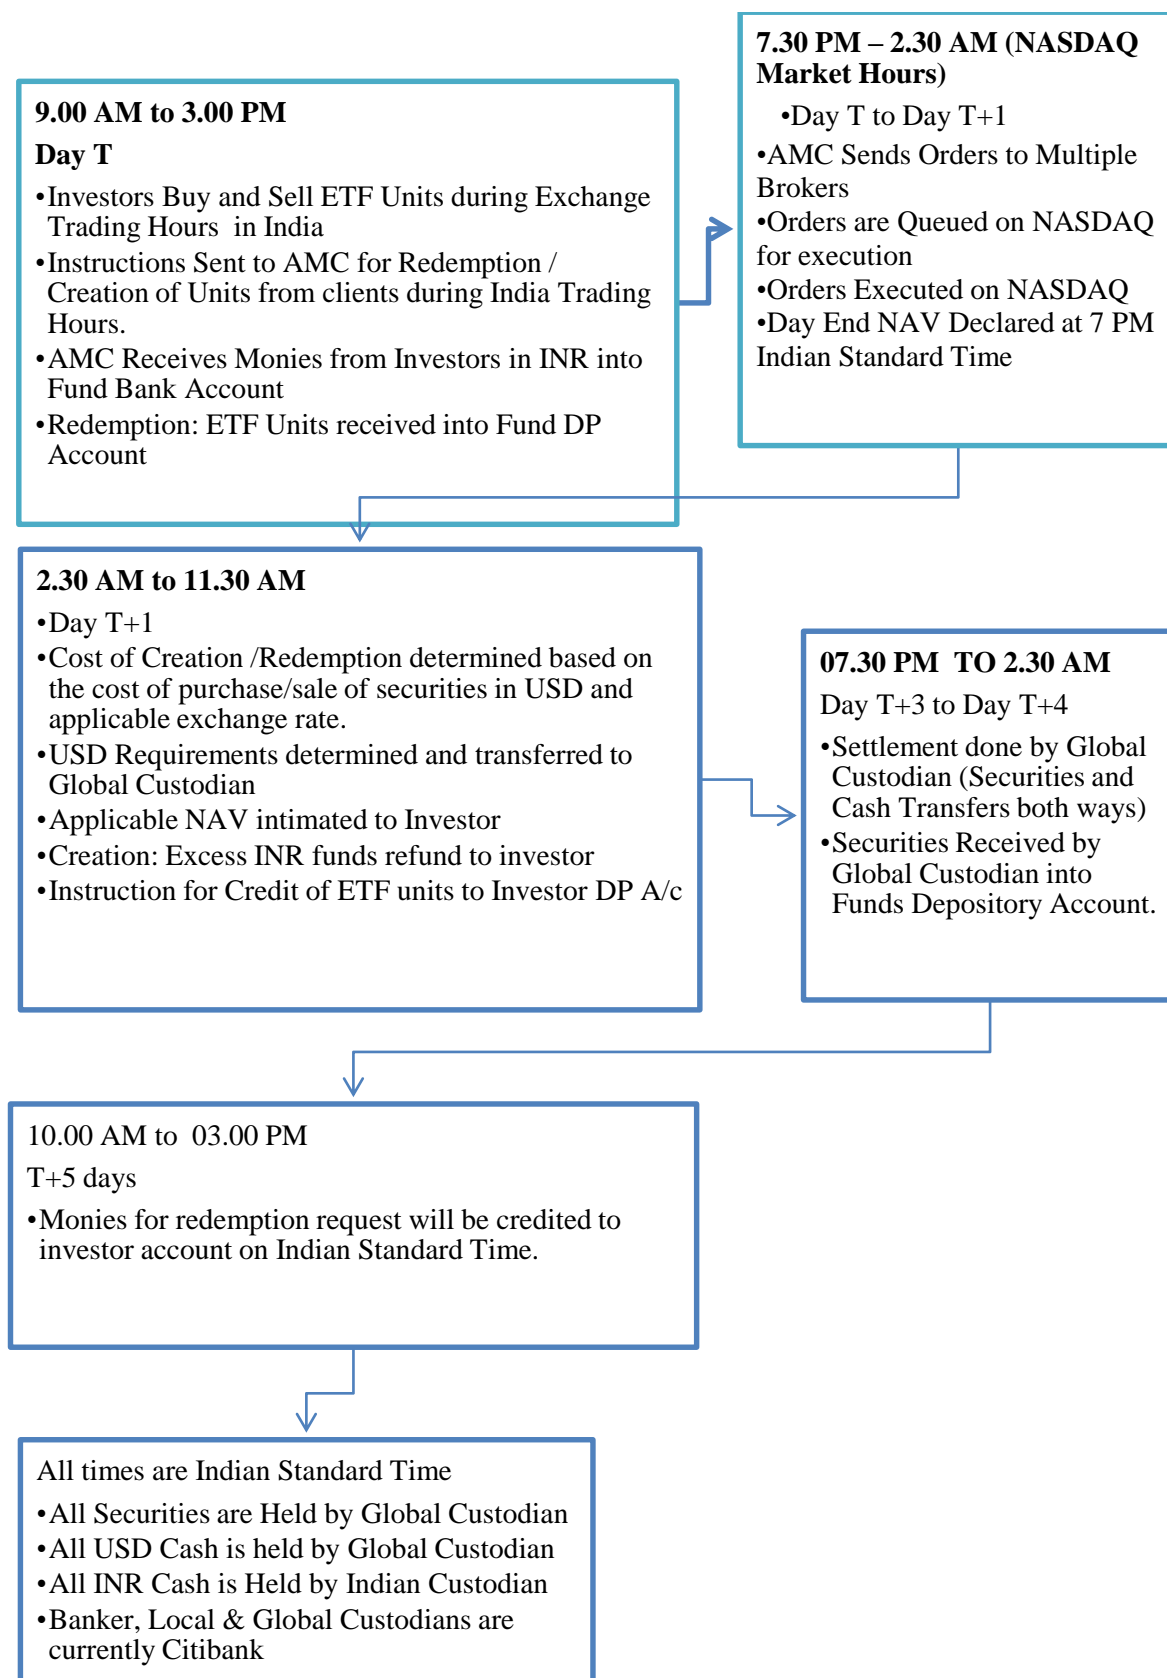 9.00 AM to 3.00 PM
Day T
•Investors Buy and Sell ETF Units during Exchange
Trading Hours in India
•Instructions Sent to AMC for Redemption /
Creation of Units from clients during India Trading
Hours.
•AMC Receives Monies from Investors in INR into
Fund Bank Account
•Redemption: ETF Units received into Fund DP
Account
7.30 PM – 2.30 AM (NASDAQ
Market Hours)
•Day T to Day T+1
•AMC Sends Orders to Multiple
Brokers
•Orders are Queued on NASDAQ
for execution
•Orders Executed on NASDAQ
•Day End NAV Declared at 7 PM
Indian Standard Time
2.30 AM to 11.30 AM
•Day T+1
•Cost of Creation /Redemption determined based on
the cost of purchase/sale of securities in USD and
applicable exchange rate.
•USD Requirements determined and transferred to
Global Custodian
•Applicable NAV intimated to Investor
•Creation: Excess INR funds refund to investor
•Instruction for Credit of ETF units to Investor DP A/c
07.30 PM TO 2.30 AM
Day T+3 to Day T+4
•Settlement done by Global
Custodian (Securities and
Cash Transfers both ways)
•Securities Received by
Global Custodian into
Funds Depository Account.
10.00 AM to 03.00 PM
T+5 days
•Monies for redemption request will be credited to
investor account on Indian Standard Time.
All times are Indian Standard Time
•All Securities are Held by Global Custodian
•All USD Cash is held by Global Custodian
•All INR Cash is Held by Indian Custodian
•Banker, Local & Global Custodians are
currently Citibank